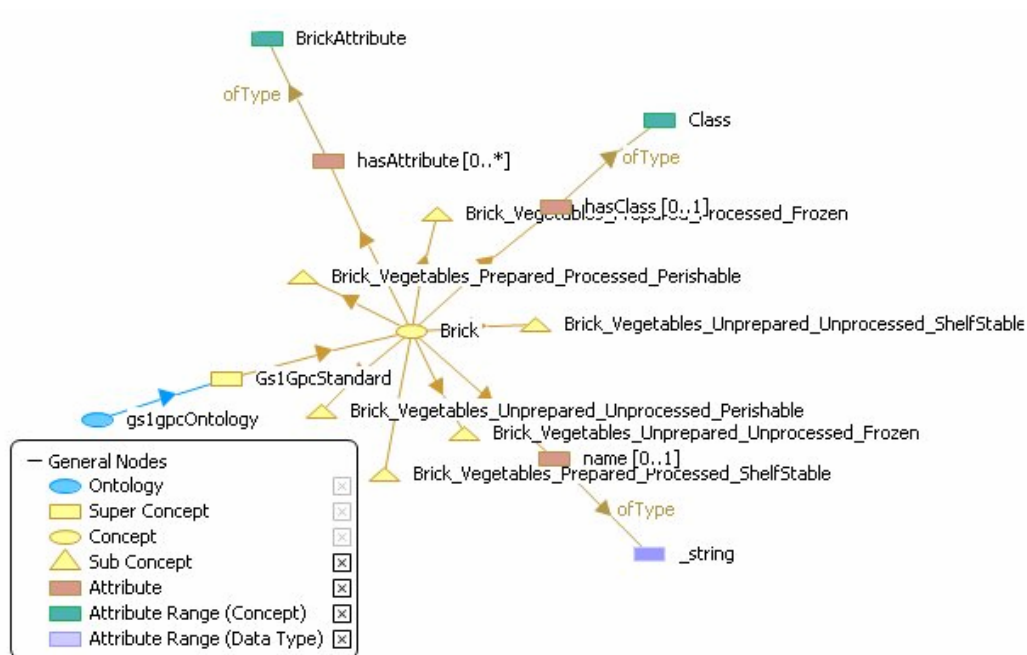 BrickAttribute
ofType
Class
ofType
hasAttribute [0..*]
hasClass [0..1]
Brick_Vegetables_Prepared_Processed_Frozen
Brick_Vegetables_Prepared_Processed_Perishable
Brick
Brick_Vegetables_Unprepared_Unprocessed_ShelfStable
Gs1GpcStandard
gs1gpcOntology
Brick_Vegetables_Unprepared_Unprocessed_Perishable
Brick_Vegetables_Unprepared_Unprocessed_Frozen
name [0..1]
Brick_Vegetables_Prepared_Processed_ShelfStable
ofType
_string
General Nodes
Ontology
Super Concept
Concept
Sub Concept
Attribute
Attribute Range (Concept)
Attribute Range (Data Type)